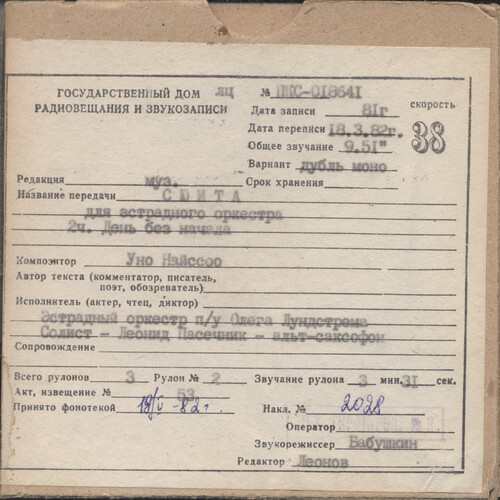 ГОСУДАРСТВЕННЫЙ ДОМ ЛЦ № ПКС-018641
РАДИОВЕЩАНИЯ И ЗВУКОЗАПИСИ
Дата записи 81г скорость
Дата переписи 18.3.82г. 38
Общее звучание 9.51"
Вариант дубль моно
Редакция муз. Срок хранения
Название передачи СЮИТА
для эстрадного оркестра
2ч. День без начала
Композитор Уно Найссоо
Автор текста (комментатор, писатель,
поэт, обозреватель)
Исполнитель (актер, чтец, диктор)
Эстрадный оркестр п/у Олега Лундстрема
Солист - Леонид Пасечник - альт-саксофон
Сопровождение
Всего рулонов 3 Рулон № 2 Звучание рулона 3 мин. 31 сек.
Акт, извещение № 53
Принято фонотекой 82г. Накл. № 2028
Оператор
Звукорежиссер Бабушкин
Редактор Леонов